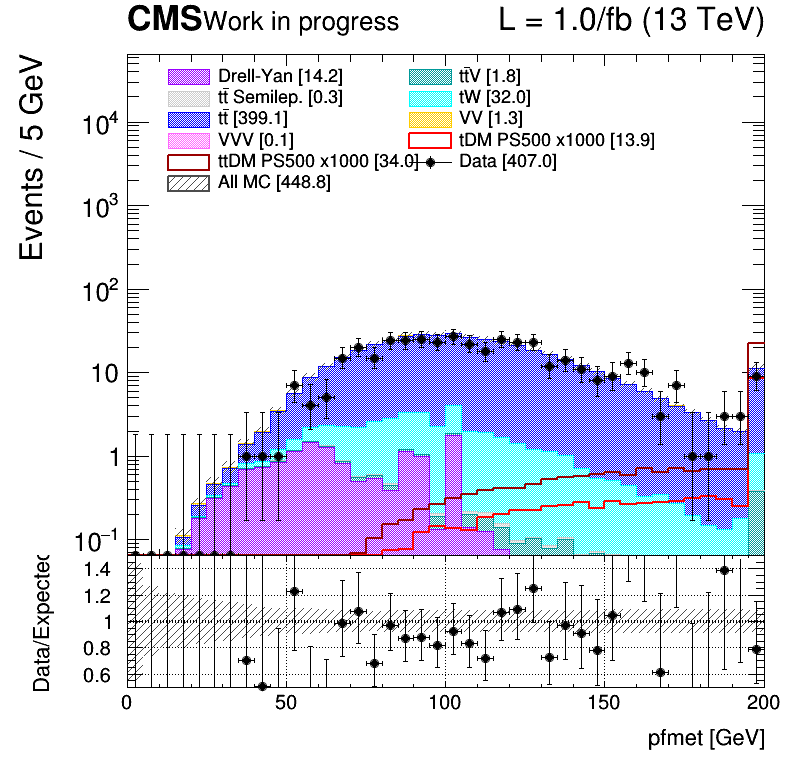 CMS Work in progress L = 1.0/fb (13 TeV)
Events / 5 GeV
Drell-Yan [14.2] tt̄V [1.8]
tt̄ Semilep. [0.3] tW [32.0]
tt̄ [399.1] VV [1.3]
VVV [0.1] tDM PS500 x1000 [13.9]
ttDM PS500 x1000 [34.0] Data [407.0]
All MC [448.8]
10⁴
10³
10²
10
1
10⁻¹
Data/Expected
1.4
1.2
1
0.8
0.6
0 50 100 150 200
pfmet [GeV]